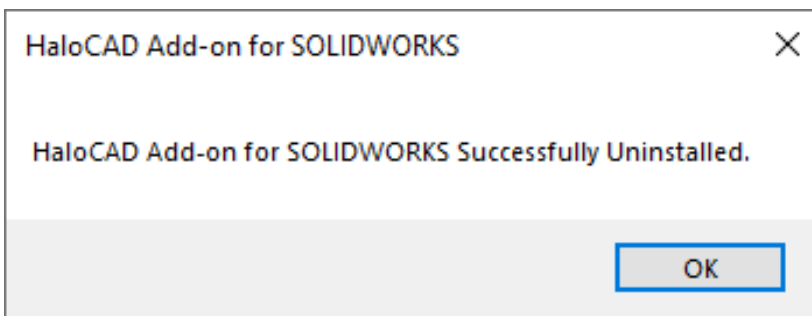 HaloCAD Add-on for SOLIDWORKS
HaloCAD Add-on for SOLIDWORKS Successfully Uninstalled.
OK